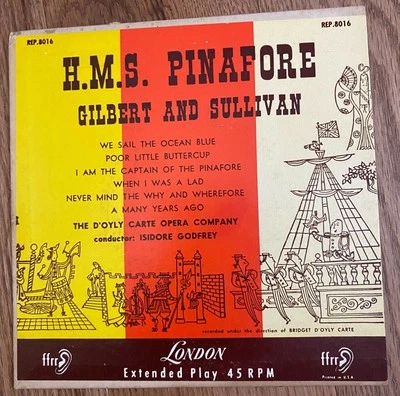 REP.8016 REP.8016
H.M.S. PINAFORE
GILBERT AND SULLIVAN
WE SAIL THE OCEAN BLUE
POOR LITTLE BUTTERCUP
I AM THE CAPTAIN OF THE PINAFORE
WHEN I WAS A LAD
NEVER MIND THE WHY AND WHEREFORE
A MANY YEARS AGO
THE D'OYLY CARTE OPERA COMPANY
conductor: ISIDORE GODFREY
recorded under the direction of BRIDGET D'OYLY CARTE
ffrr LONDON ffrr
Extended Play 45 RPM
Printed in U.S.A.